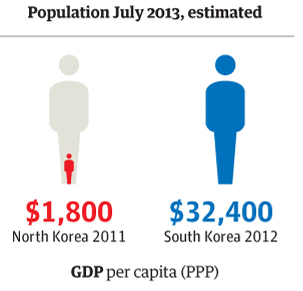 Population July 2013, estimated
$1,800
North Korea 2011
$32,400
South Korea 2012
GDP per capita (PPP)